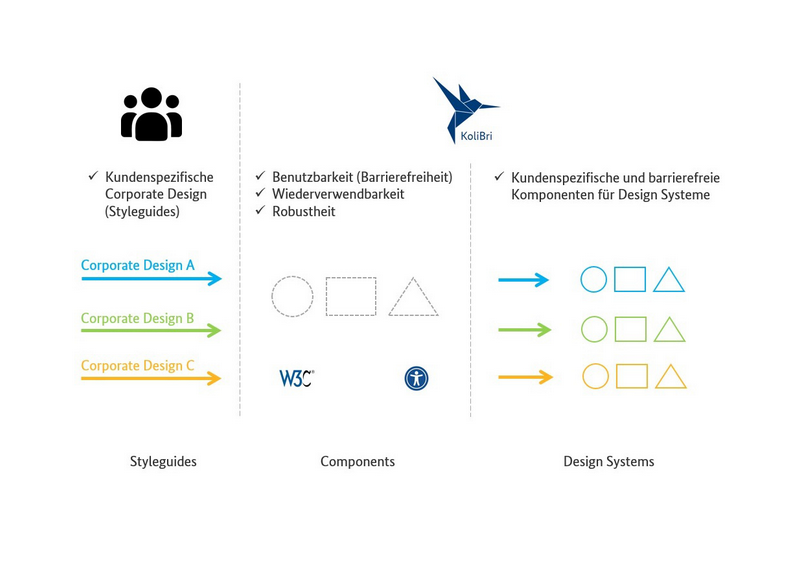 KoliBri
✓ Kundenspezifische
Corporate Design
(Styleguides)
✓ Benutzbarkeit (Barrierefreiheit)
✓ Wiederverwendbarkeit
✓ Robustheit
✓ Kundenspezifische und barrierefreie
Komponenten für Design Systeme
Corporate Design A
Corporate Design B
Corporate Design C
W3C®
Styleguides
Components
Design Systems